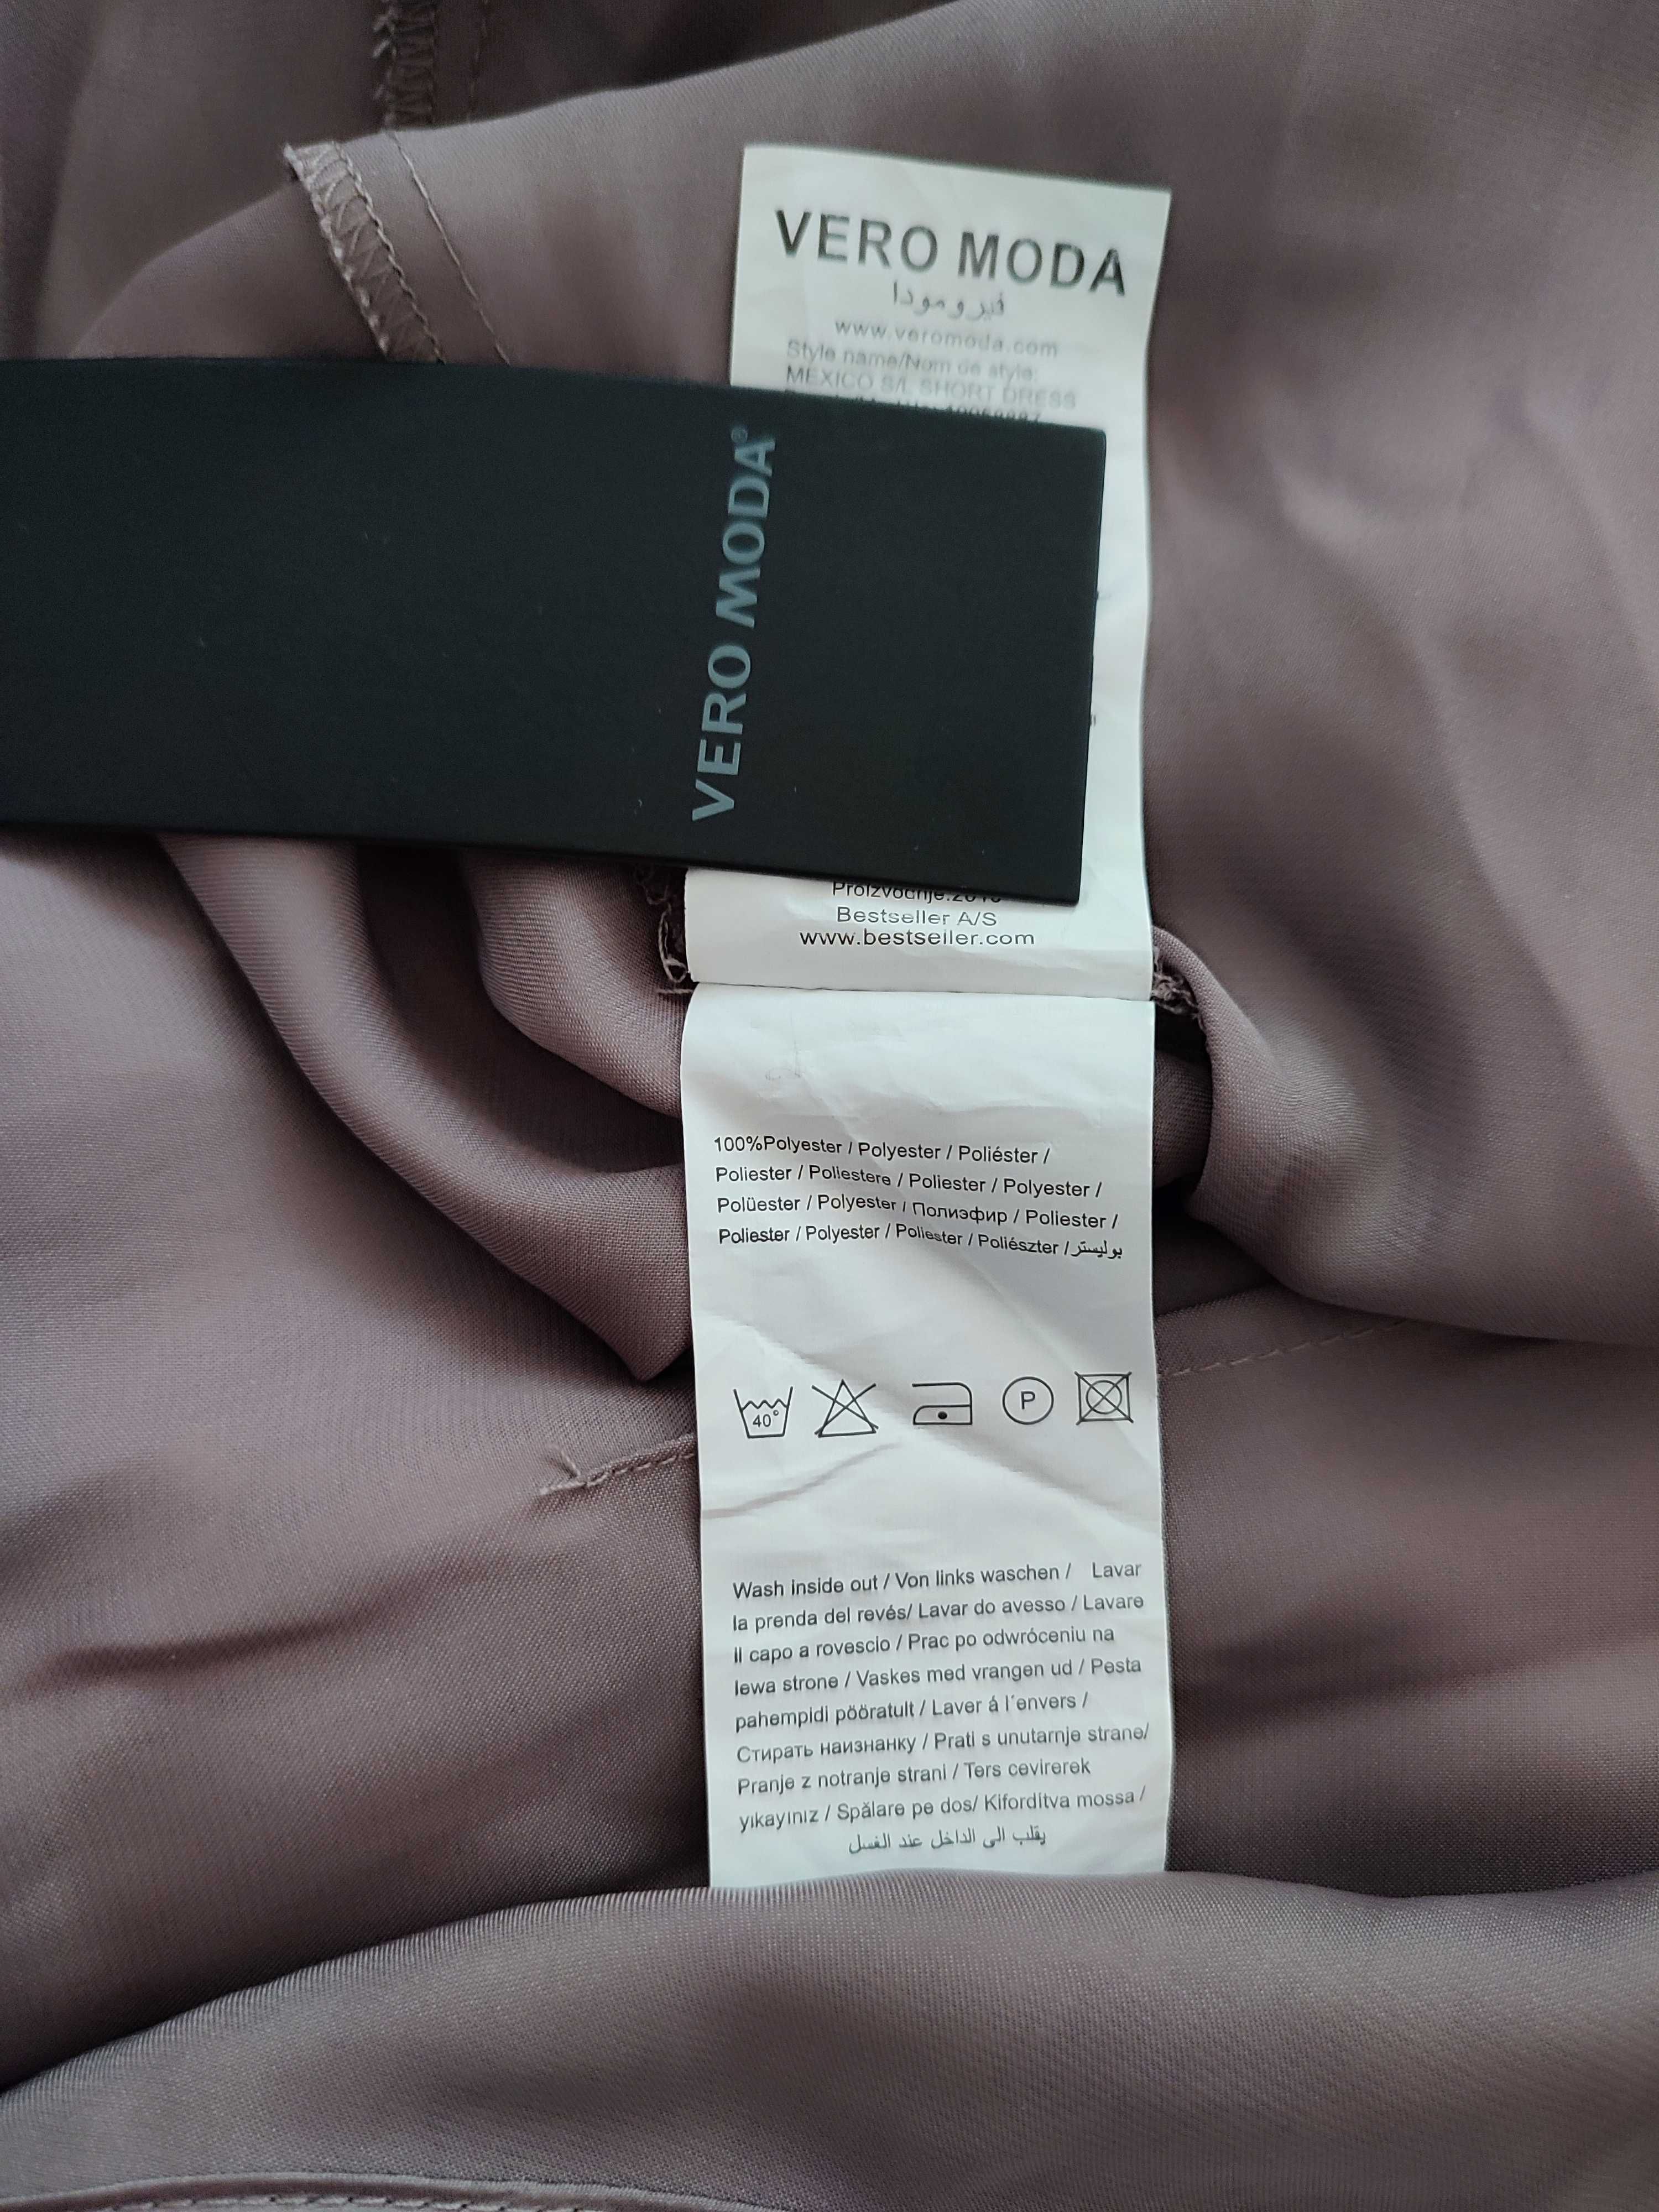 VERO MODA
فيرومودا
www.veromoda.com
Style name/Nom de style:
MEXICO S/L SHORT DRESS
VERO MODA®
Bestseller A/S
www.bestseller.com
100%Polyester / Polyester / Poliéster /
Poliester / Poliestere / Poliester / Polyester /
Polüester / Polyester / Полиэфир / Poliester /
Poliester / Polyester / Poliester / Poliészter / بوليستر
40°
P
Wash inside out / Von links waschen / Lavar
la prenda del revés/ Lavar do avesso / Lavare
il capo a rovescio / Prac po odwróceniu na
lewa strone / Vaskes med vrangen ud / Pesta
pahempidi pööratult / Laver á l´envers /
Стирать наизнанку / Prati s unutarnje strane/
Pranje z notranje strani / Ters cevirerek
yıkayınız / Spălare pe dos/ Kifordítva mossa /
يقلب الى الداخل عند الغسل